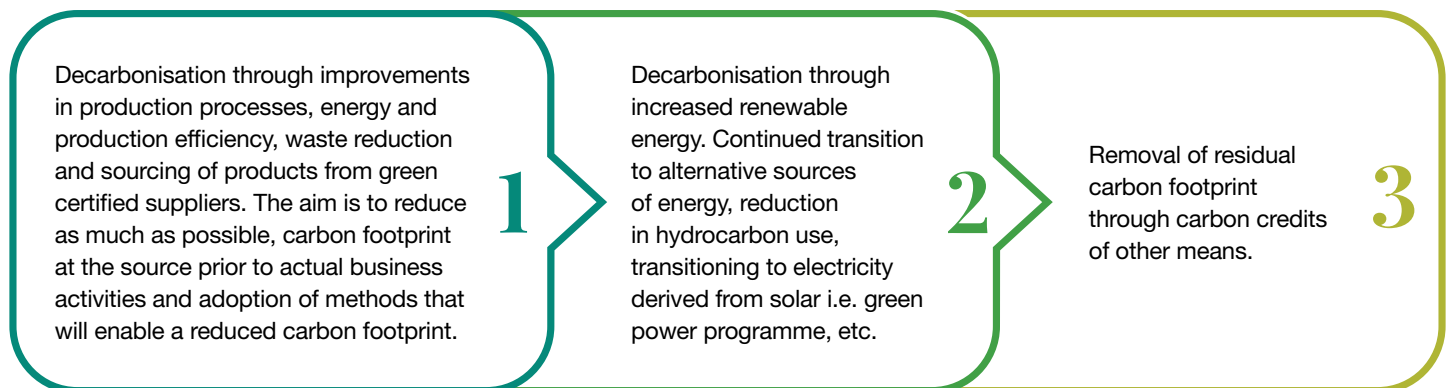 Decarbonisation through improvements
in production processes, energy and
production efficiency, waste reduction
and sourcing of products from green
certified suppliers. The aim is to reduce
as much as possible, carbon footprint
at the source prior to actual business
activities and adoption of methods that
will enable a reduced carbon footprint.
1
Decarbonisation through
increased renewable
energy. Continued transition
to alternative sources
of energy, reduction
in hydrocarbon use,
transitioning to electricity
derived from solar i.e. green
power programme, etc.
2
Removal of residual
carbon footprint
through carbon credits
of other means.
3